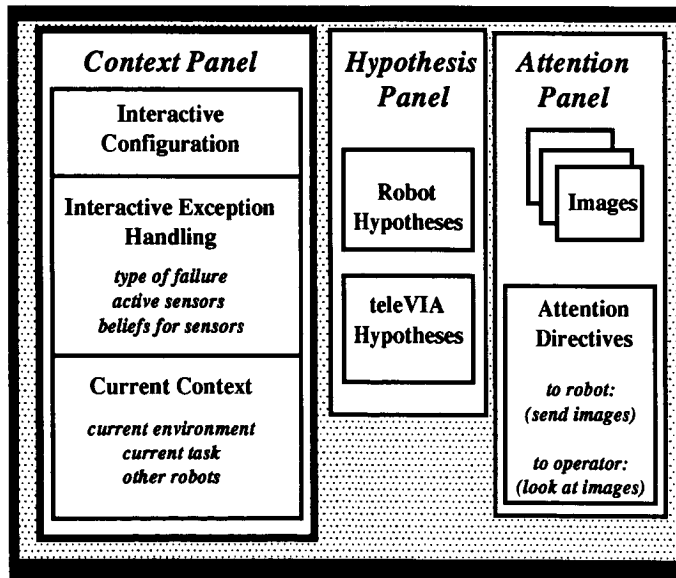 Context Panel
Interactive
Configuration
Interactive Exception
Handling
type of failure
active sensors
beliefs for sensors
Current Context
current environment
current task
other robots
Hypothesis
Panel
Robot
Hypotheses
teleVIA
Hypotheses
Attention
Panel
Images
Attention
Directives
to robot:
(send images)
to operator:
(look at images)